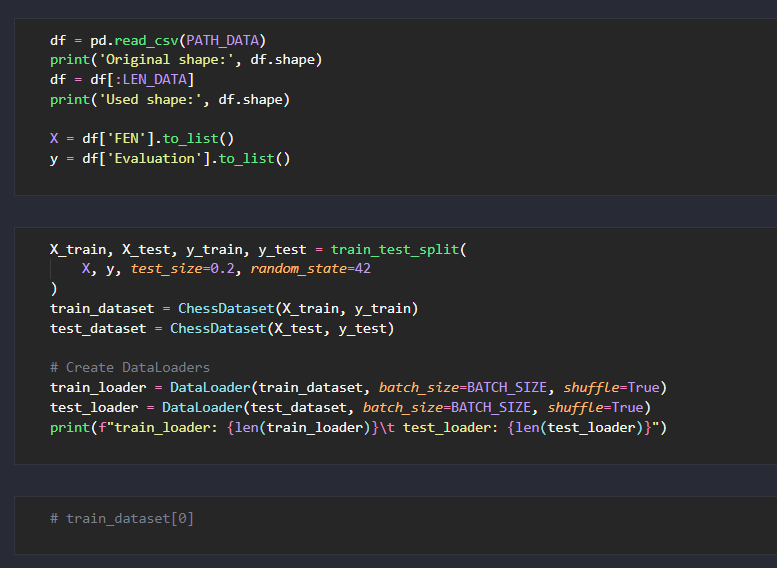 df = pd.read_csv(PATH_DATA)
print('Original shape:', df.shape)
df = df[:LEN_DATA]
print('Used shape:', df.shape)

X = df['FEN'].to_list()
y = df['Evaluation'].to_list()

X_train, X_test, y_train, y_test = train_test_split(
    X, y, test_size=0.2, random_state=42
)
train_dataset = ChessDataset(X_train, y_train)
test_dataset = ChessDataset(X_test, y_test)

# Create DataLoaders
train_loader = DataLoader(train_dataset, batch_size=BATCH_SIZE, shuffle=True)
test_loader = DataLoader(test_dataset, batch_size=BATCH_SIZE, shuffle=True)
print(f"train_loader: {len(train_loader)}\t test_loader: {len(test_loader)}")

# train_dataset[0]